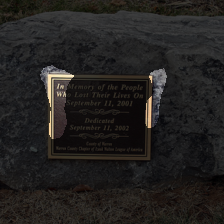 In Memory of the People
Who Lost Their Lives On
September 11, 2001
Dedicated
September 11, 2002